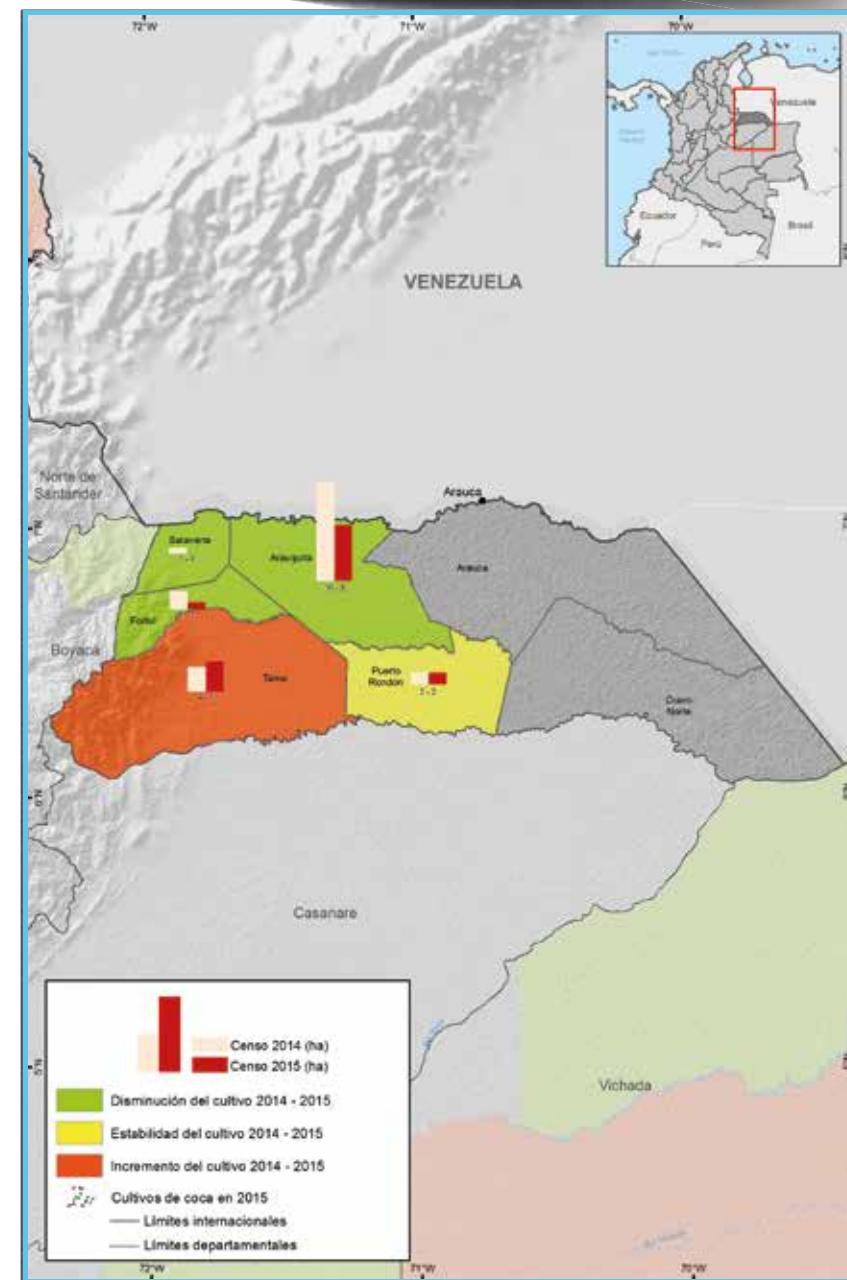 72°W 71°W 70°W
Venezuela
Ecuador
Perú
Brasil
VENEZUELA
Norte de
Santander
Arauca
Saravena
Arauquita
Arauca
Fortul
Boyacá
Tame
Puerto
Rondón
Cravo
Norte
Casanare
Vichada
Censo 2014 (ha)
Censo 2015 (ha)
Disminución del cultivo 2014 - 2015
Estabilidad del cultivo 2014 - 2015
Incremento del cultivo 2014 - 2015
Cultivos de coca en 2015
Límites internacionales
Límites departamentales
72°W 71°W 70°W